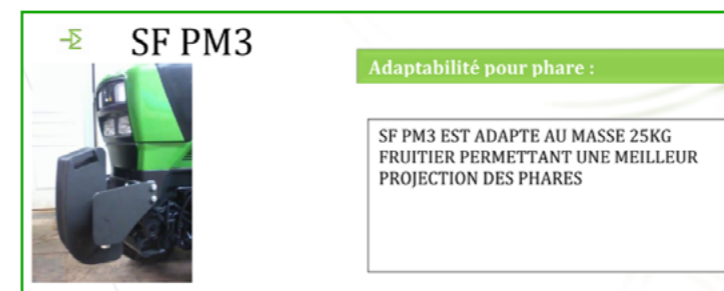 SF PM3
Adaptabilité pour phare :
SF PM3 EST ADAPTE AU MASSE 25KG
FRUITIER PERMETTANT UNE MEILLEUR
PROJECTION DES PHARES